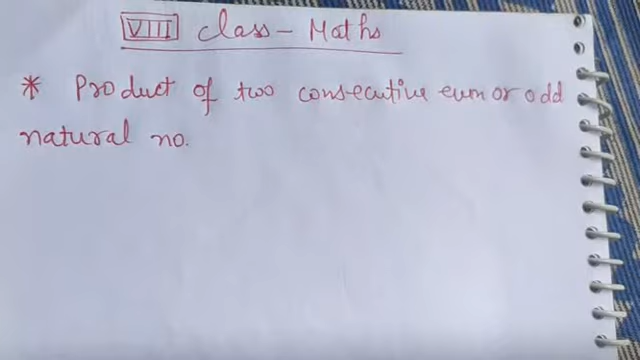 VIII Class - Maths
* Product of two consecutive even or odd
natural no.